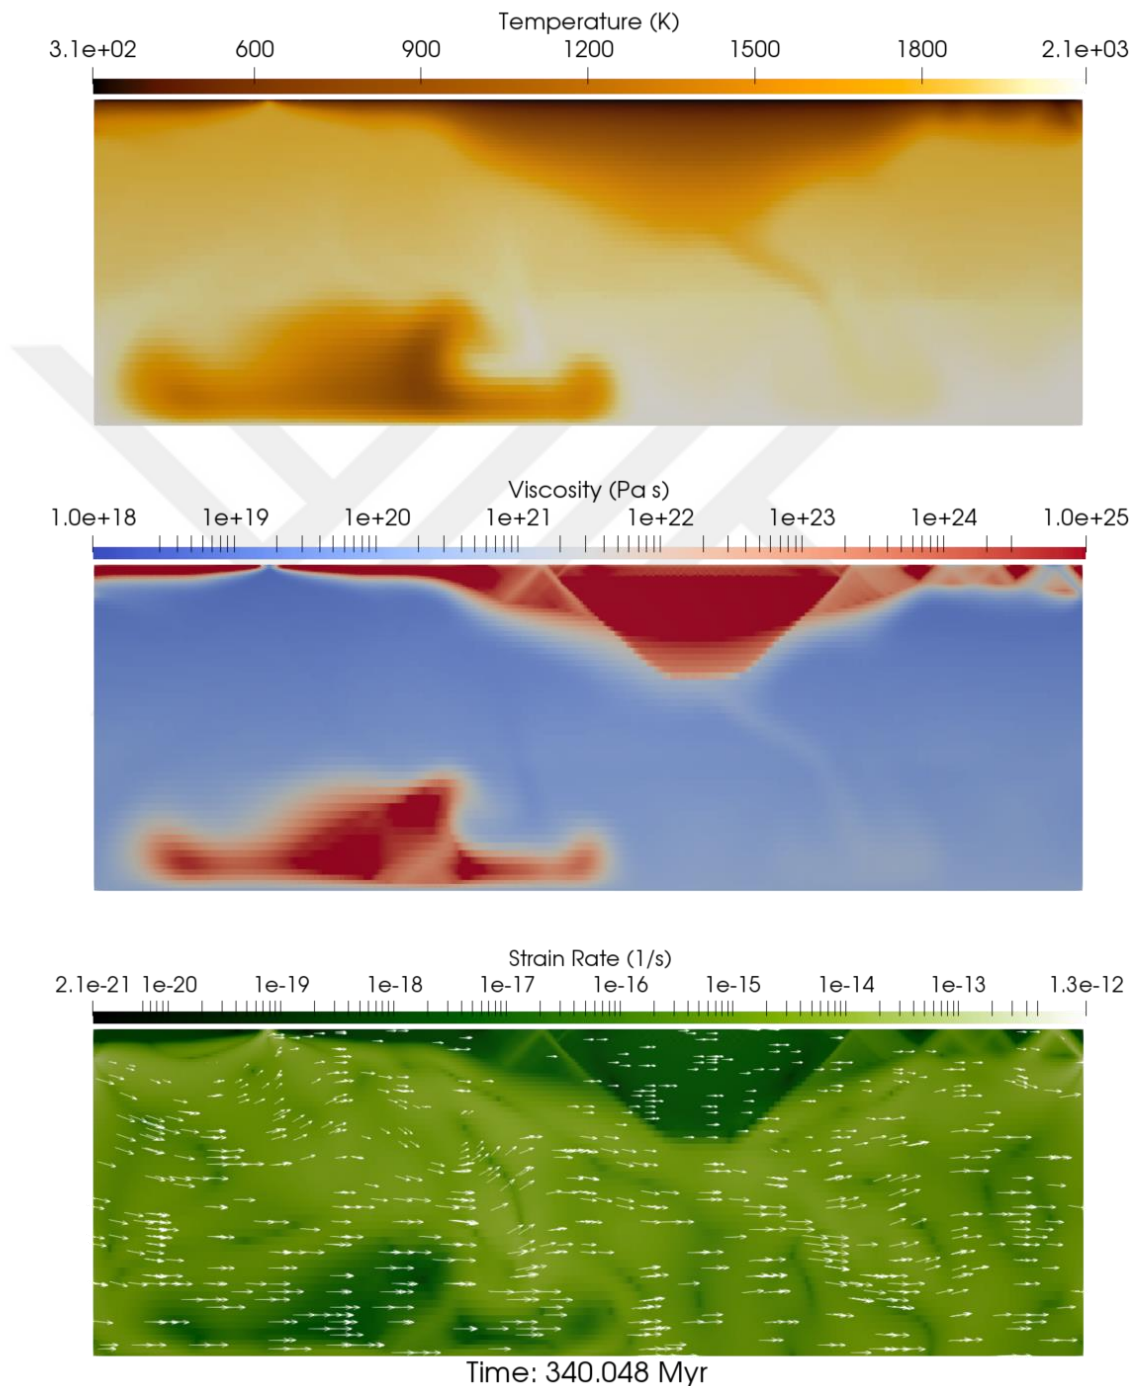 Temperature (K)
3.1e+02 600 900 1200 1500 1800 2.1e+03
Viscosity (Pa s)
1.0e+18 1e+19 1e+20 1e+21 1e+22 1e+23 1e+24 1.0e+25
Strain Rate (1/s)
2.1e-21 1e-20 1e-19 1e-18 1e-17 1e-16 1e-15 1e-14 1e-13 1.3e-12
Time: 340.048 Myr